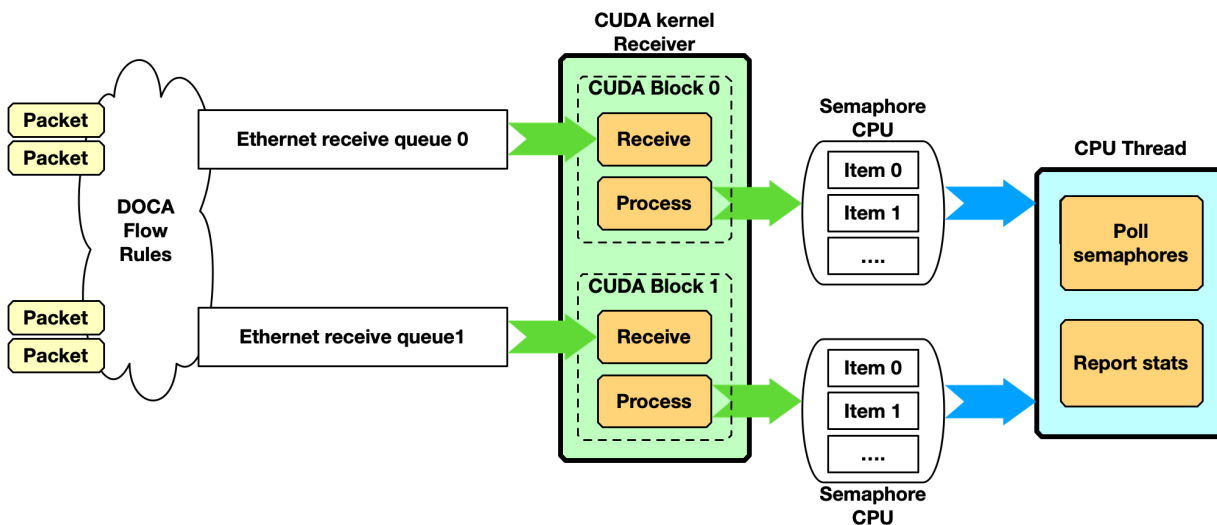 CUDA kernel
Receiver
Packet
Packet
DOCA
Flow
Rules
Packet
Packet
Ethernet receive queue 0
Ethernet receive queue1
CUDA Block 0
Receive
Process
CUDA Block 1
Receive
Process
Semaphore
CPU
Item 0
Item 1
....
Item 0
Item 1
....
Semaphore
CPU
CPU Thread
Poll
semaphores
Report stats